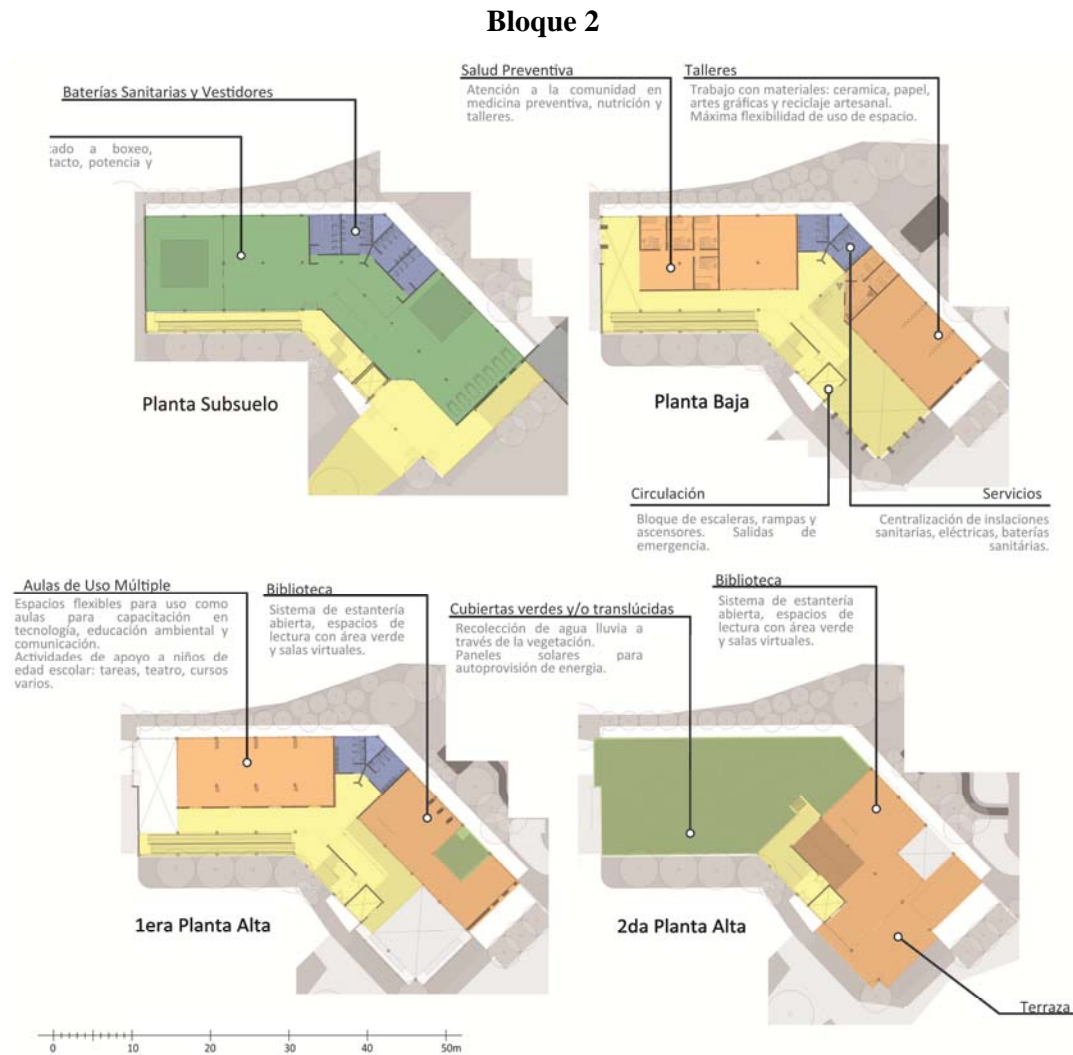 Bloque 2
Baterías Sanitarias y Vestidores
a boxeo,
potencia y
Planta Subsuelo
Salud Preventiva
Atención a la comunidad en
medicina preventiva, nutrición y
talleres.
Talleres
Trabajo con materiales: ceramica, papel,
artes gráficas y reciclaje artesanal.
Máxima flexibilidad de uso de espacio.
Planta Baja
Circulación
Bloque de escaleras, rampas y
ascensores. Salidas de
emergencia.
Servicios
Centralización de inslaciones
sanitarias, eléctricas, baterías
sanitárias.
Aulas de Uso Múltiple
Espacios flexibles para uso como
aulas para capacitación en
tecnología, educación ambiental y
comunicación.
Actividades de apoyo a niños de
edad escolar: tareas, teatro, cursos
varios.
Biblioteca
Sistema de estantería
abierta, espacios de
lectura con área verde
y salas virtuales.
1era Planta Alta
Cubiertas verdes y/o translúcidas
Recolección de agua lluvia a
través de la vegetación.
Paneles solares para
autoprovisión de energia.
Biblioteca
Sistema de estantería
abierta, espacios de
lectura con área verde
y salas virtuales.
2da Planta Alta
Terraza
0 10 20 30 40 50m